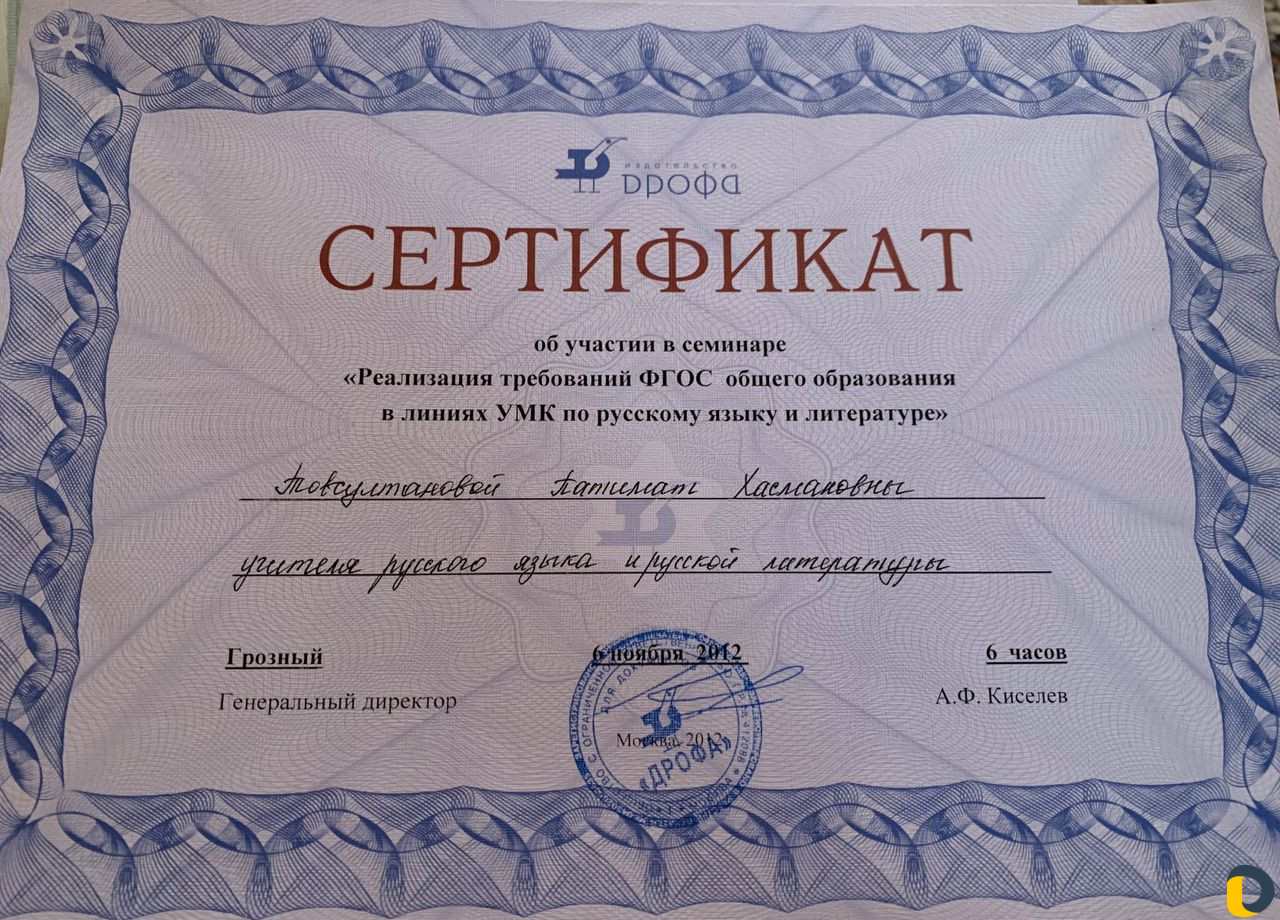 издательство
ДРОФА
СЕРТИФИКАТ
об участии в семинаре
«Реализация требований ФГОС общего образования
в линиях УМК по русскому языку и литературе»
Товсултановой Патимат Хасмановны
учителя русского языка и русской литературы
Грозный 6 ноября 2012 6 часов
Генеральный директор А.Ф. Киселев
Москва, 2012
«ДРОФА»